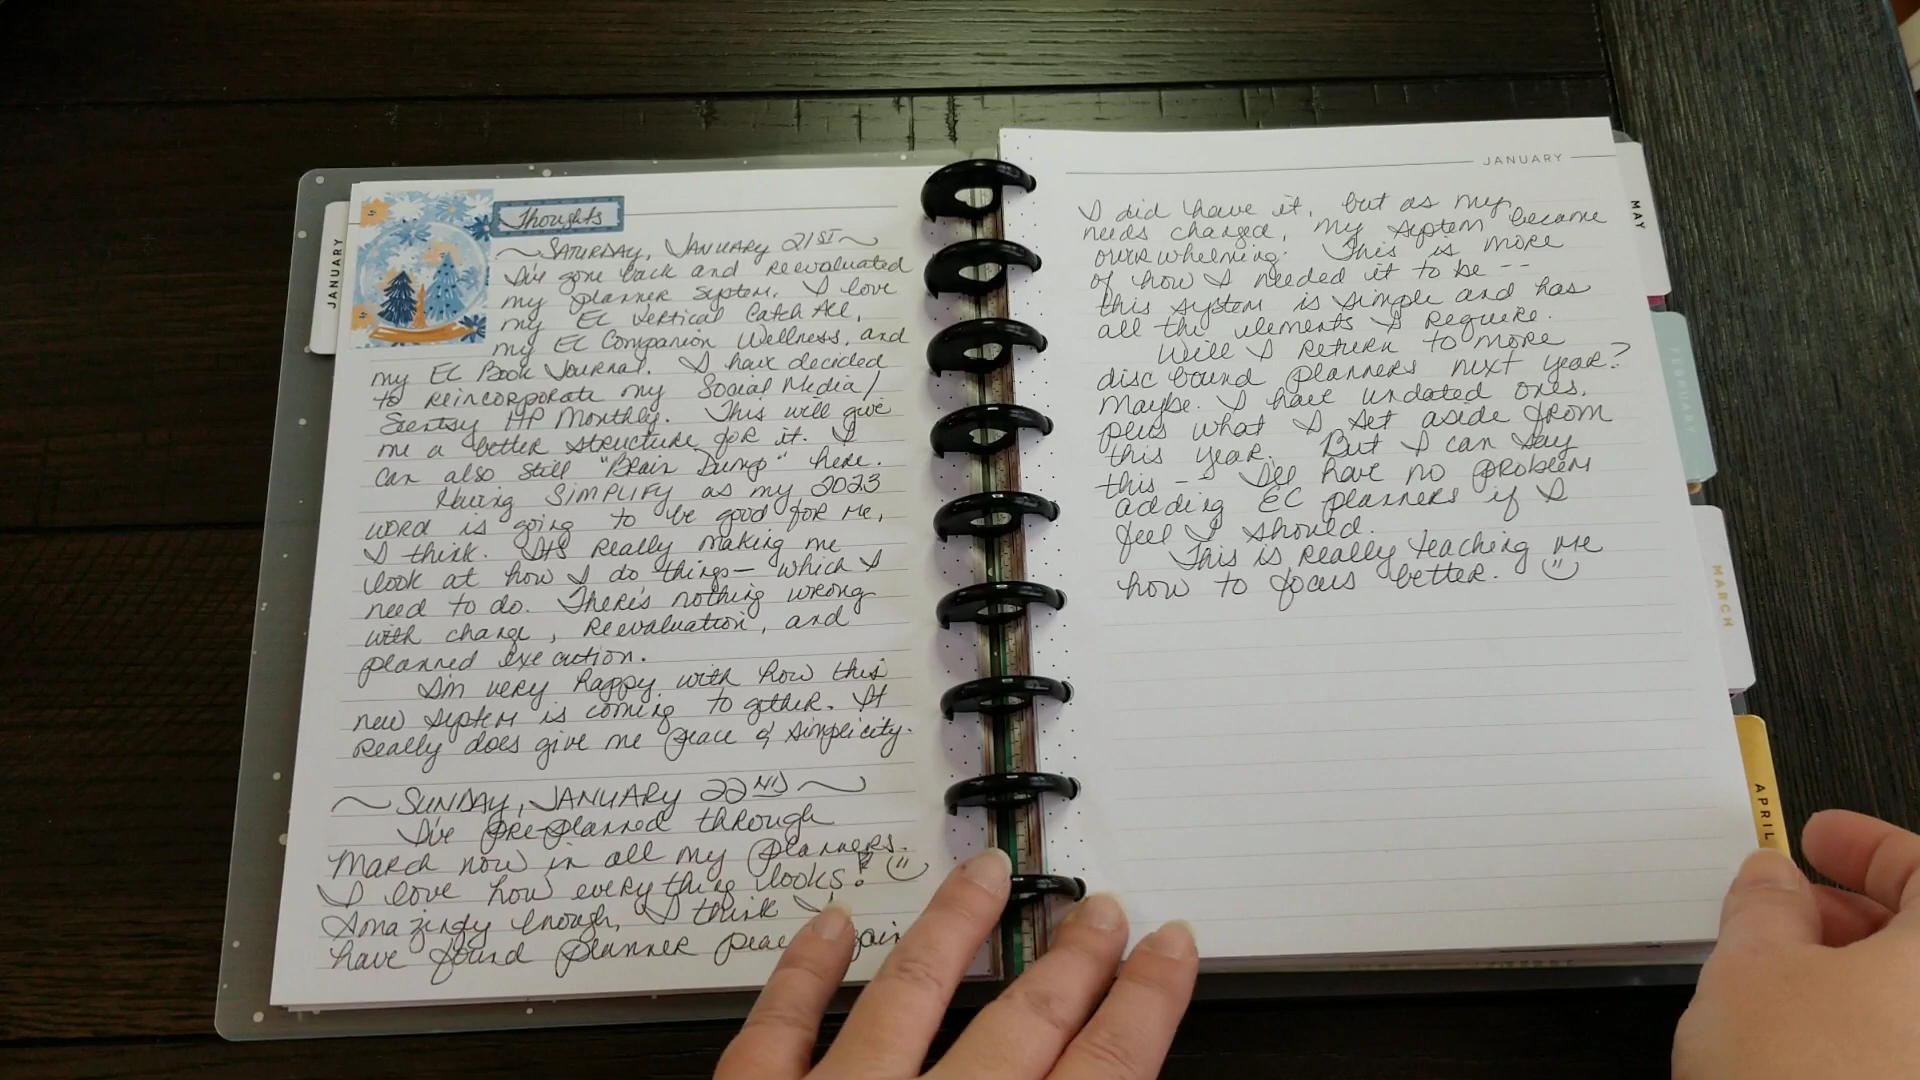 JANUARY
Thoughts
~ SATURDAY, JANUARY 21ST ~
I've gone back and reevaluated
my planner system. I love
my EC Vertical Catch All,
my EC Companion Wellness, and
my EC Book Journal. I have decided
to reincorporate my Social Media/
Scentsy HP Monthly. This will give
me a better structure for it. I
can also still "Brain Dump" here.
Having SIMPLIFY as my 2023
word is going to be good for me,
I think. It's really making me
look at how I do things— which I
need to do. There's nothing wrong
with change, reevaluation, and
planned execution.
I'm very happy with how this
new system is coming together. It
really does give me peace & simplicity.
~ SUNDAY, JANUARY 22ND ~
I've pre-planned through
March now in all my planners.
I love how everything looks!
Amazingly enough, I think I
have found planner peace again
JANUARY
I did have it, but as my
needs changed, my system became
overwhelming. This is more
of how I needed it to be --
this system is simple and has
all the elements I require.
Will I return to more
disc bound planners next year?
Maybe. I have undated ones,
plus what I set aside from
this year. But I can say
this -- I'll have no problem
adding EC planners if I
feel I should.
This is really teaching me
how to focus better.
MAY
FEBRUARY
MARCH
APRIL